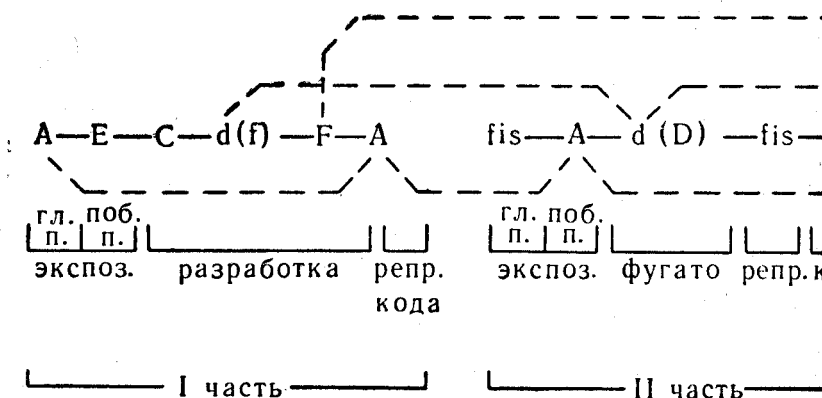 A—E—C—d(f)—F—A fis—A—d (D)—fis—
гл. поб. гл. поб.
п. п. п. п.
экспоз. разработка репр. экспоз. фугато репр. к
кода
I часть II часть